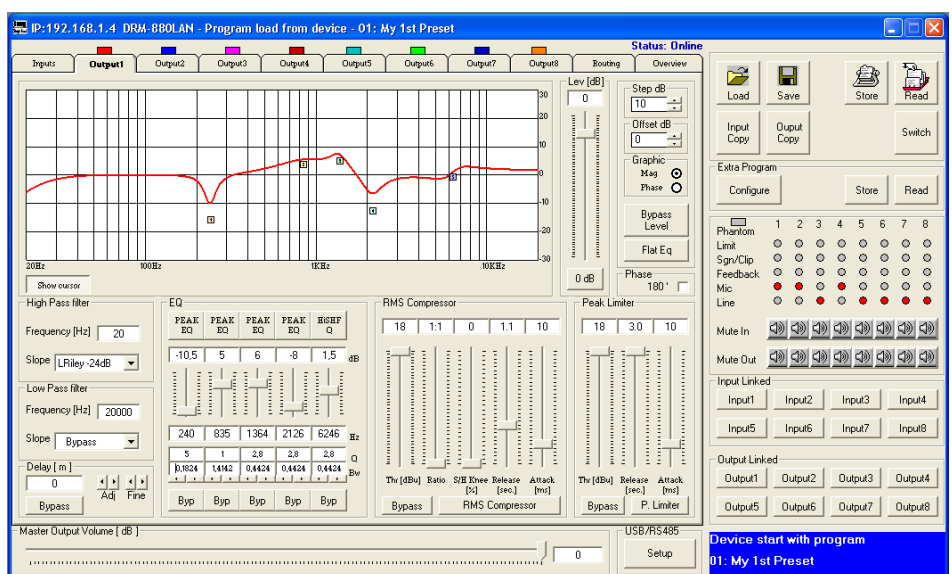 IP:192.168.1.4 DRM-880LAN - Program load from device - 01: My 1st Preset
Status: Online
Inputs Output1 Output2 Output3 Output4 Output5 Output6 Output7 Output8 Routing Overview
30
20
10
0
-10
-20
-30
20Hz 100Hz 1KHz 10KHz
Show cursor
Lev [dB]
0
0 dB
Step dB
10
Offset dB
0
Graphic
Mag
Phase
Bypass Level
Flat Eq
Phase
180°
Load Save Store Read
Input Copy Ouput Copy Switch
Extra Program
Configure Store Read
Phantom 1 2 3 4 5 6 7 8
Limit
Sgn/Clip
Feedback
Mic
Line
Mute In
Mute Out
Input Linked
Input1 Input2 Input3 Input4
Input5 Input6 Input7 Input8
Output Linked
Output1 Output2 Output3 Output4
Output5 Output6 Output7 Output8
Device start with program
01: My 1st Preset
High Pass filter
Frequency [Hz] 20
Slope LRiley -24dB
Low Pass filter
Frequency [Hz] 20000
Slope Bypass
Delay [ m ]
0
Adj Fine
Bypass
EQ
PEAK EQ PEAK EQ PEAK EQ PEAK EQ HiSHF Q
-10,5 5 6 -8 1,5 dB
240 835 1364 2126 6246 Hz
5 1 2,8 2,8 2,8 Q
0,1824 1,4142 0,4424 0,4424 0,4424 Bw
Byp Byp Byp Byp Byp
RMS Compressor
18 1:1 0 1.1 10
Thr [dBu] Ratio S/H Knee [%] Release [sec.] Attack [ms]
Bypass RMS Compressor
Peak Limiter
18 3.0 10
Thr [dBu] Release [sec.] Attack [ms]
Bypass P. Limiter
Master Output Volume [ dB ]
0
USB/RS485
Setup